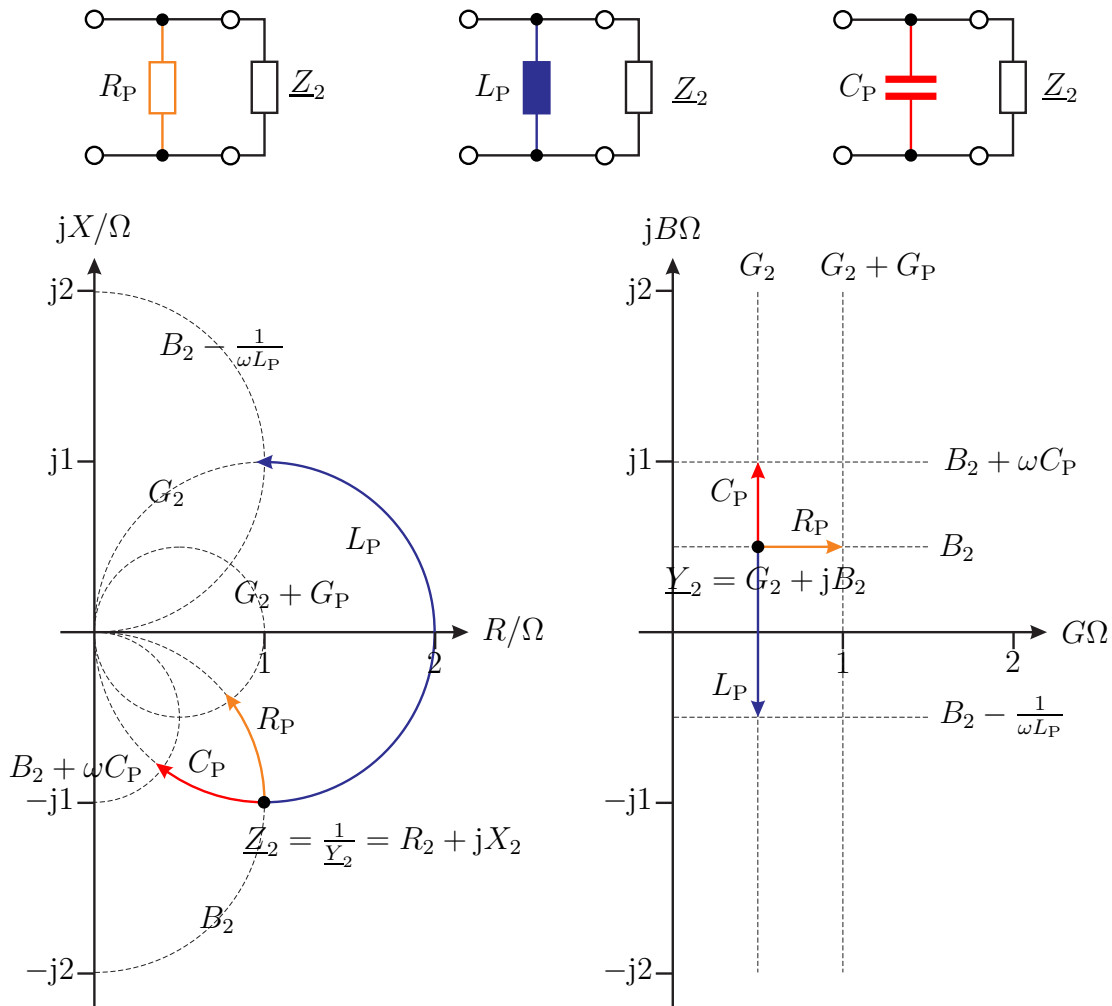 R_P Z_2
L_P Z_2
C_P Z_2
jX/Ω
j2
B_2 − 1/(ωL_P)
j1
G_2
L_P
G_2 + G_P
R/Ω
1 2
R_P
B_2 + ωC_P
C_P
−j1
Z_2 = 1/Y_2 = R_2 + jX_2
B_2
−j2
jBΩ
G_2 G_2 + G_P
j2
j1
B_2 + ωC_P
C_P
R_P
B_2
Y_2 = G_2 + jB_2
GΩ
1 2
L_P
B_2 − 1/(ωL_P)
−j1
−j2